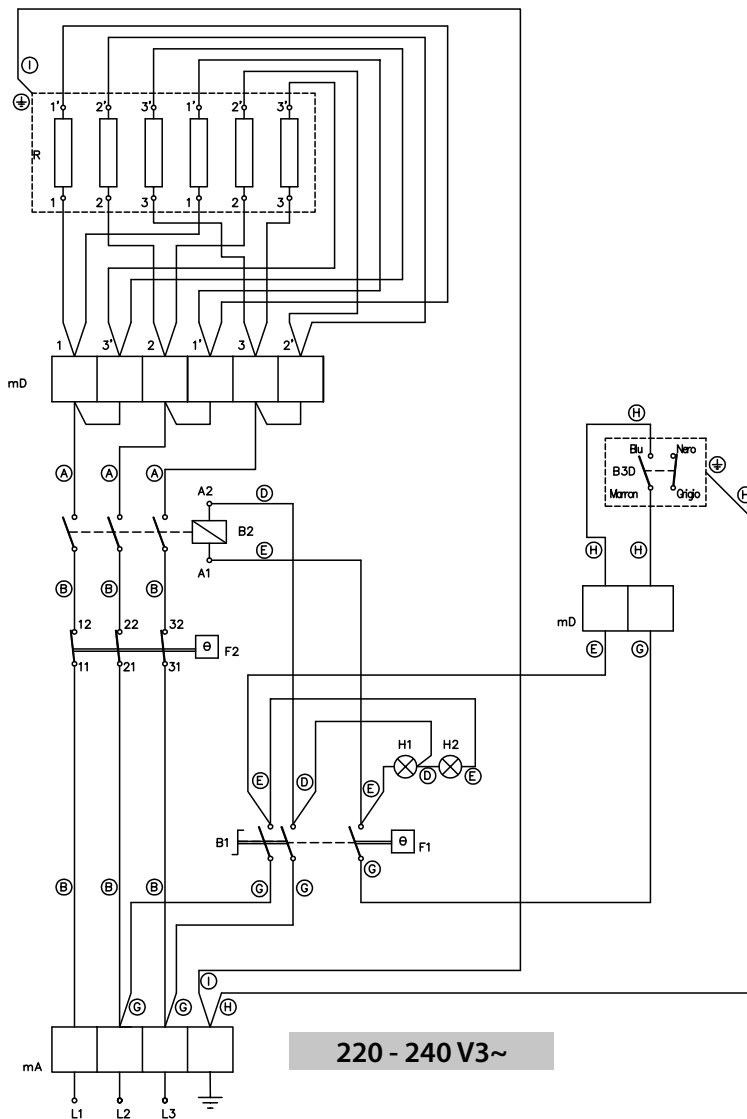 I
1' 2' 3' 1' 2' 3'
R
1 2 3 1 2 3
1 3' 2 1' 3 2'
mD
H
Blu Nero
B3D
H
Marron Grigio
A A A
A2 D
B2
E
A1
H H
B B B
mD
12 22 32
θ F2
11 21 31
E G
H1 H2
E D E D E
B1
θ F1
G
G G
B B B
I
G G H
mA
220 - 240 V3~
L1 L2 L3